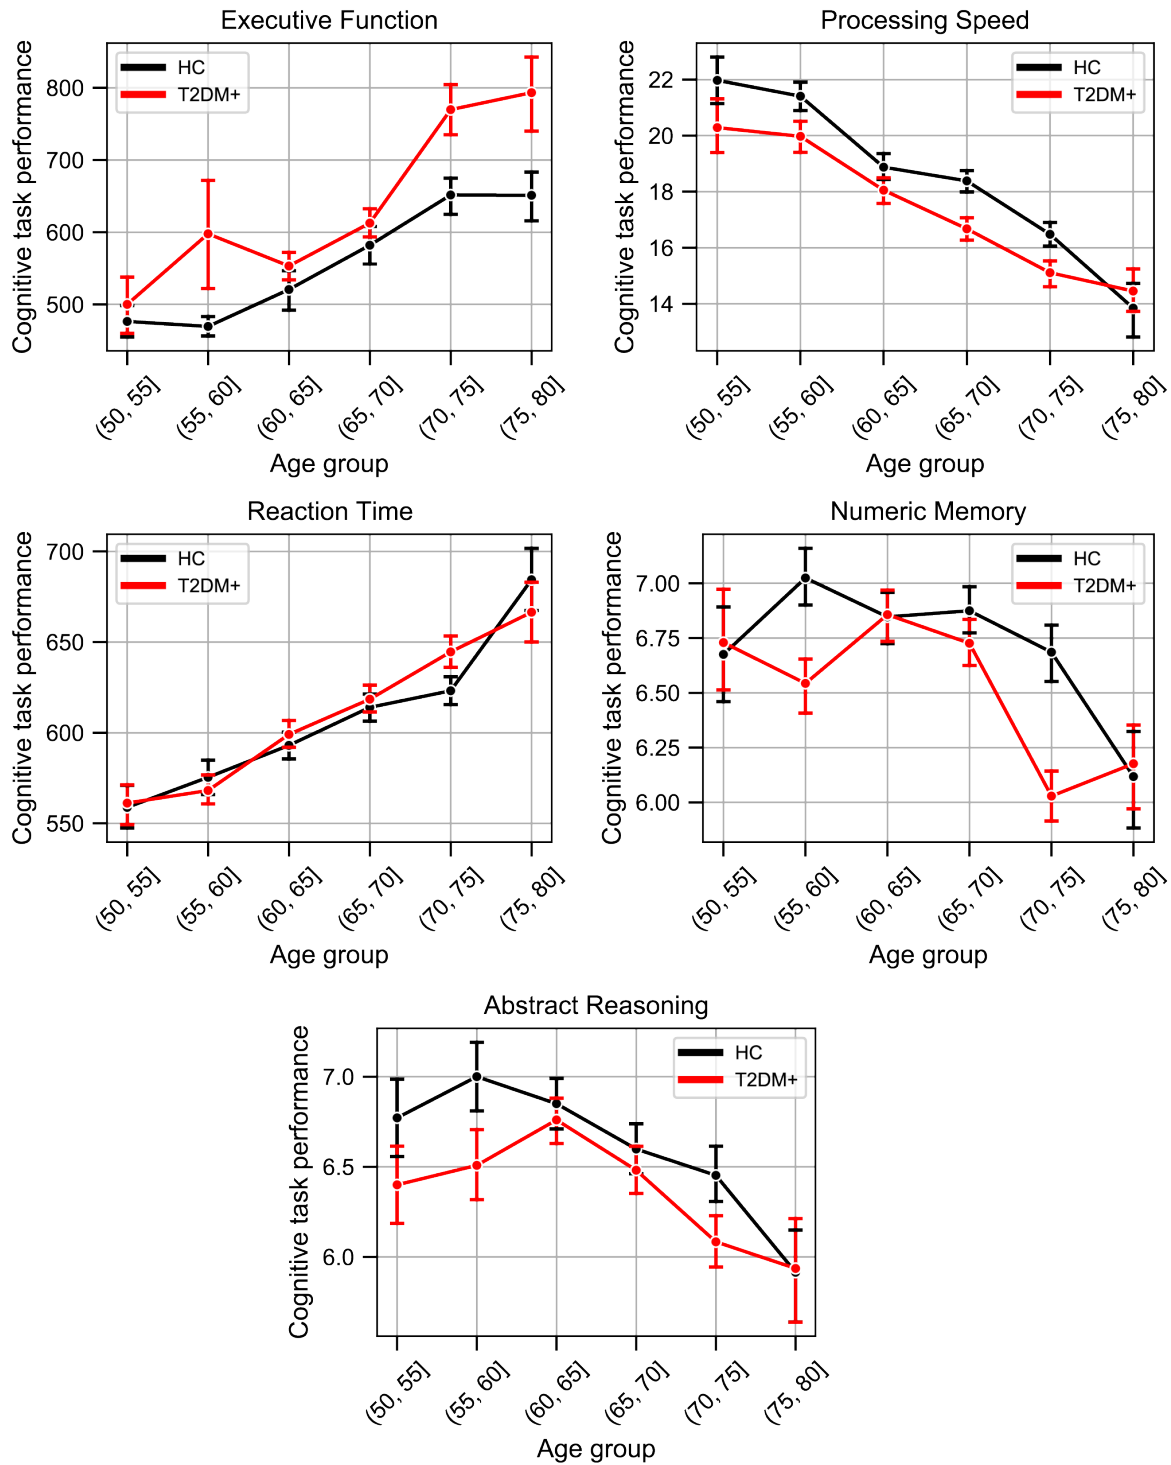 Executive Function
Cognitive task performance
800
700
600
500
HC
T2DM+
(50, 55]
(55, 60]
(60, 65]
(65, 70]
(70, 75]
(75, 80]
Age group
Processing Speed
Cognitive task performance
22
20
18
16
14
HC
T2DM+
(50, 55]
(55, 60]
(60, 65]
(65, 70]
(70, 75]
(75, 80]
Age group
Reaction Time
Cognitive task performance
700
650
600
550
HC
T2DM+
(50, 55]
(55, 60]
(60, 65]
(65, 70]
(70, 75]
(75, 80]
Age group
Numeric Memory
Cognitive task performance
7.00
6.75
6.50
6.25
6.00
HC
T2DM+
(50, 55]
(55, 60]
(60, 65]
(65, 70]
(70, 75]
(75, 80]
Age group
Abstract Reasoning
Cognitive task performance
7.0
6.5
6.0
HC
T2DM+
(50, 55]
(55, 60]
(60, 65]
(65, 70]
(70, 75]
(75, 80]
Age group